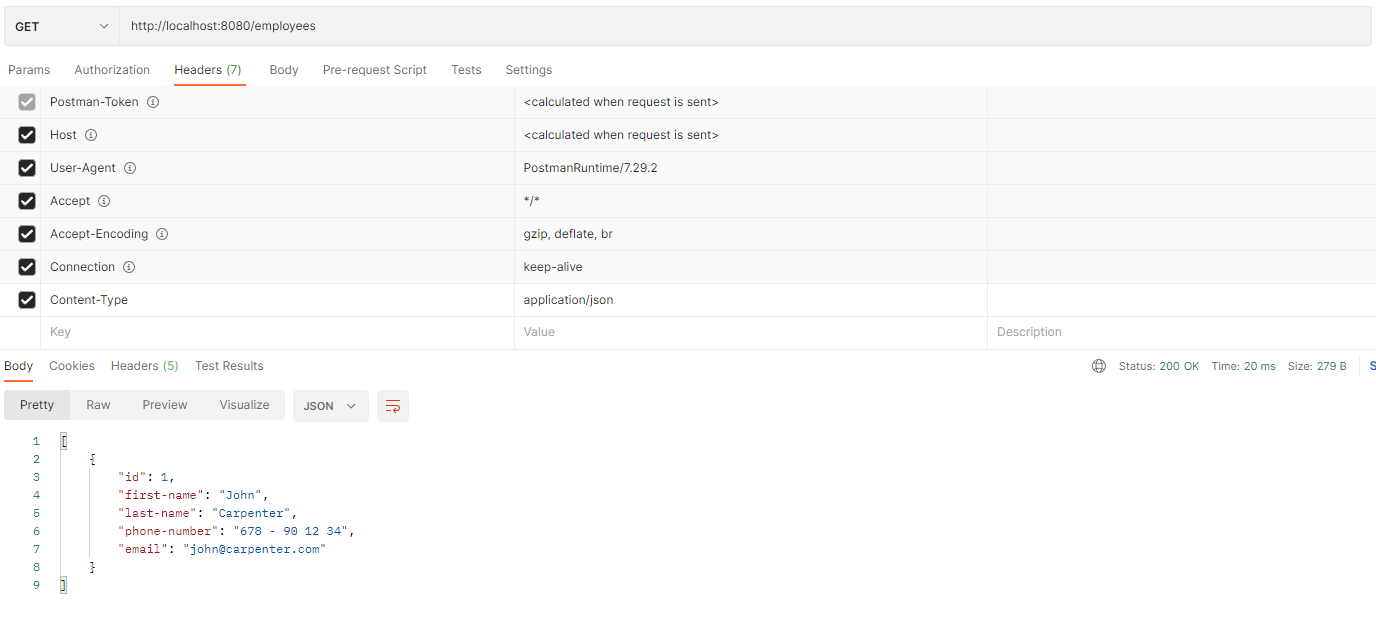 GET http://localhost:8080/employees
Params Authorization Headers (7) Body Pre-request Script Tests Settings
Postman-Token <calculated when request is sent>
Host <calculated when request is sent>
User-Agent PostmanRuntime/7.29.2
Accept */*
Accept-Encoding gzip, deflate, br
Connection keep-alive
Content-Type application/json
Key Value Description
Body Cookies Headers (5) Test Results Status: 200 OK Time: 20 ms Size: 279 B S
Pretty Raw Preview Visualize JSON
1 [
2 {
3 "id": 1,
4 "first-name": "John",
5 "last-name": "Carpenter",
6 "phone-number": "678 - 90 12 34",
7 "email": "john@carpenter.com"
8 }
9 ]